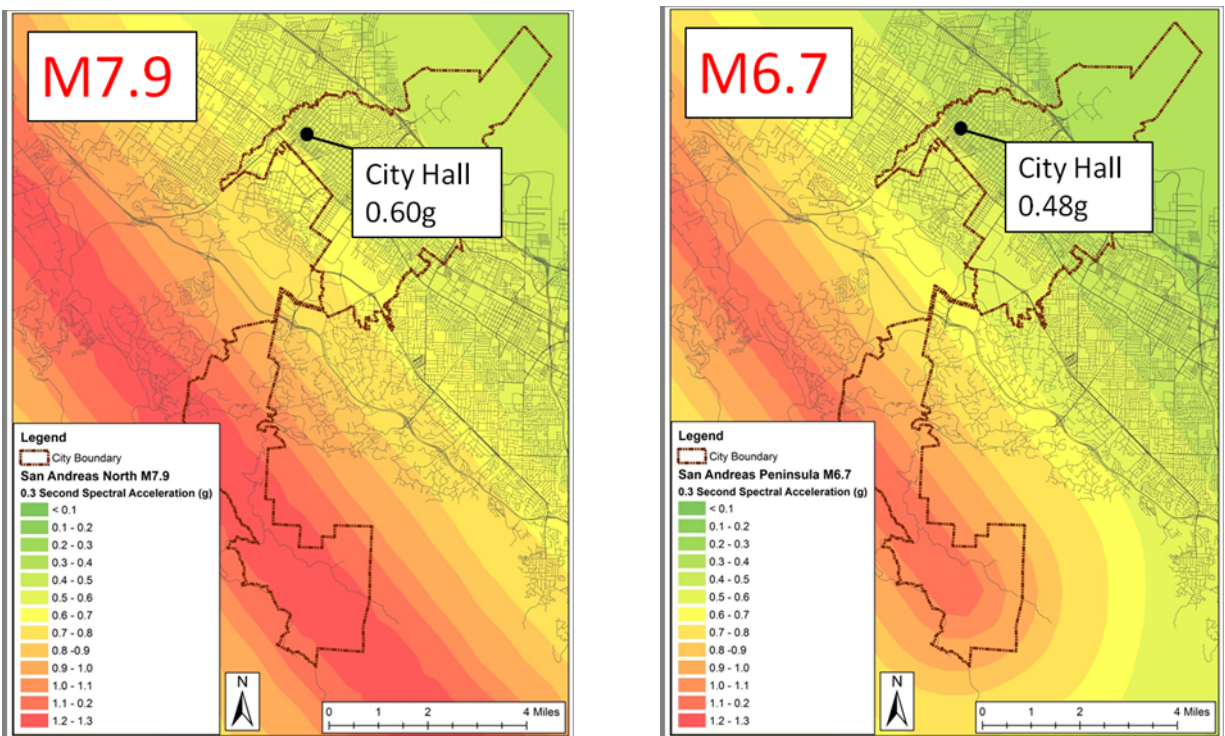 M7.9
City Hall
0.60g
Legend
City Boundary
San Andreas North M7.9
0.3 Second Spectral Acceleration (g)
< 0.1
0.1 - 0.2
0.2 - 0.3
0.3 - 0.4
0.4 - 0.5
0.5 - 0.6
0.6 - 0.7
0.7 - 0.8
0.8 -0.9
0.9 - 1.0
1.0 - 1.1
1.1 - 0.2
1.2 - 1.3
N
0 1 2 4 Miles
M6.7
City Hall
0.48g
Legend
City Boundary
San Andreas Peninsula M6.7
0.3 Second Spectral Acceleration (g)
< 0.1
0.1 - 0.2
0.2 - 0.3
0.3 - 0.4
0.4 - 0.5
0.5 - 0.6
0.6 - 0.7
0.7 - 0.8
0.8 -0.9
0.9 - 1.0
1.0 - 1.1
1.1 - 0.2
1.2 - 1.3
N
0 1 2 4 Miles